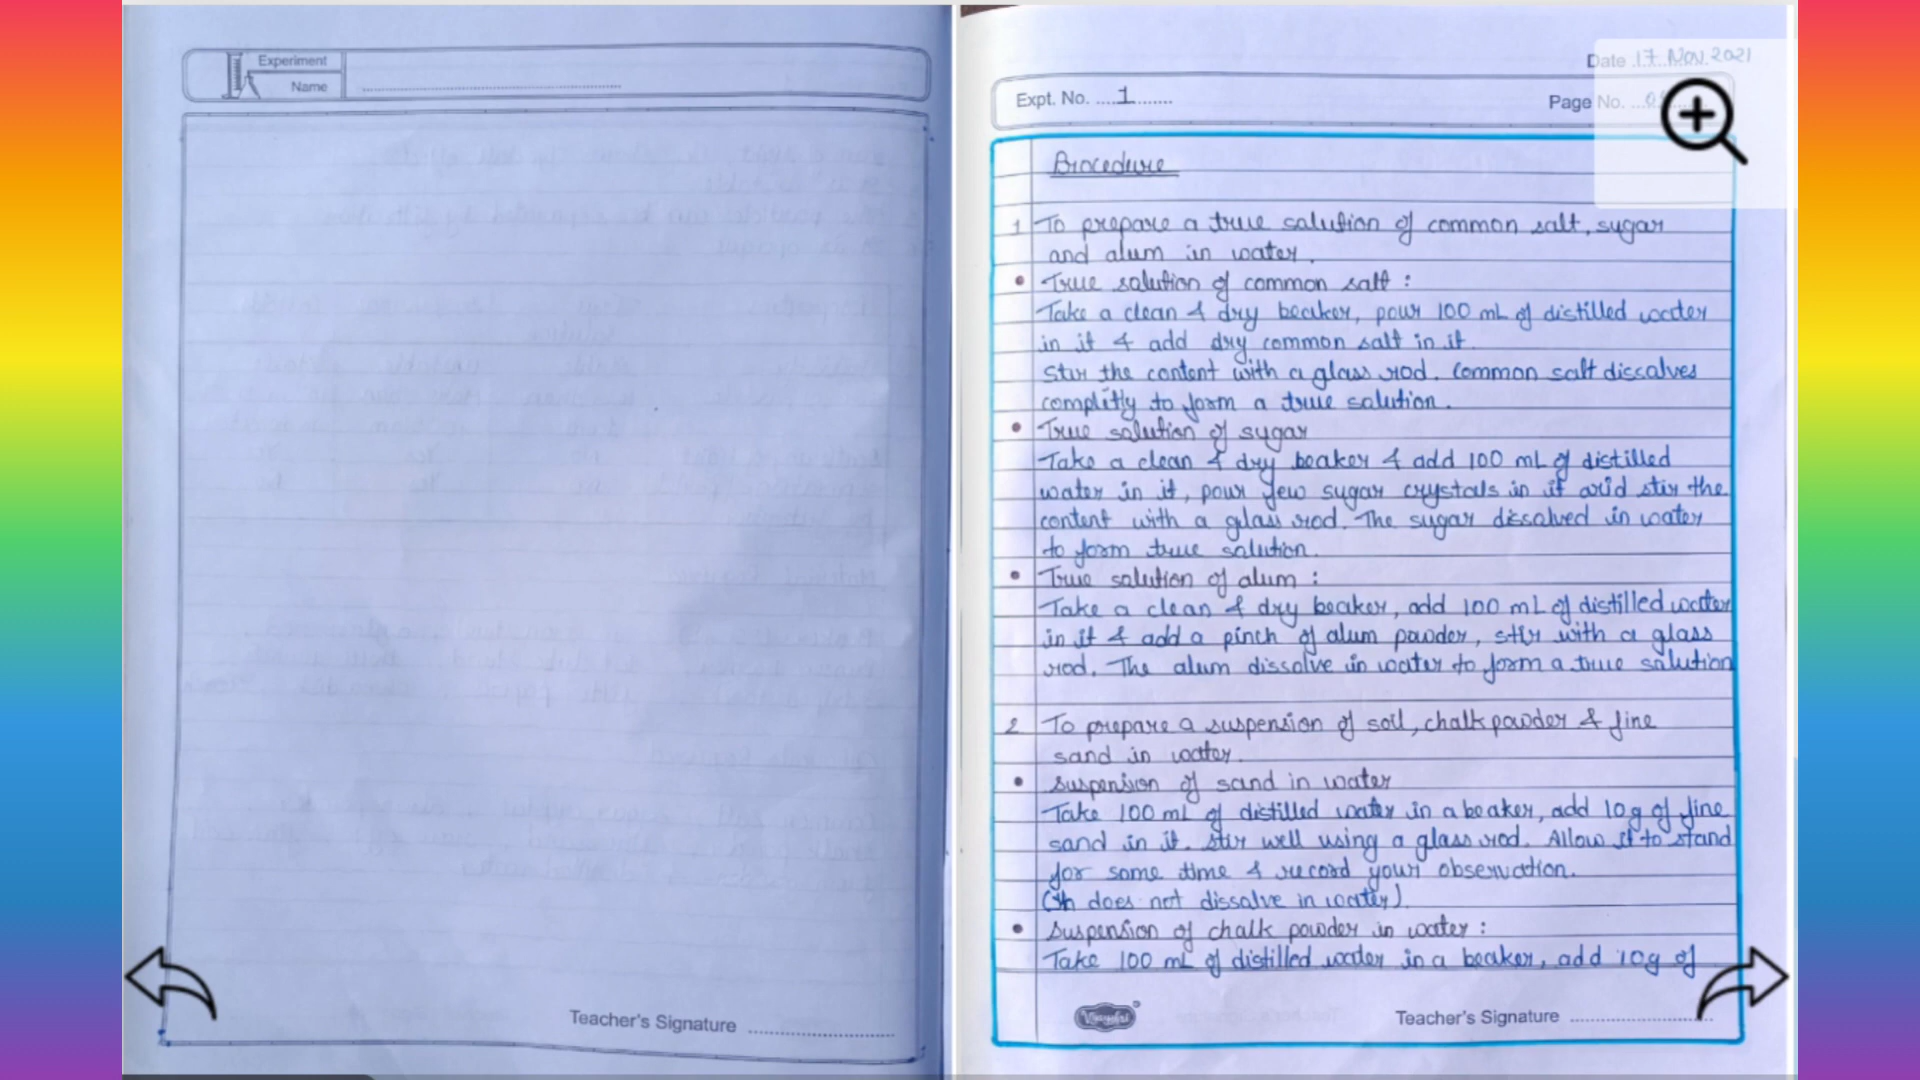 Experiment
Name
Teacher's Signature
Date 17 Nov. 2021
Expt. No. 1
Page No.
Procedure
1 To prepare a true solution of common salt, sugar
and alum in water.
• True solution of common salt :
Take a clean & dry beaker, pour 100 mL of distilled water
in it & add dry common salt in it.
Stir the content with a glass rod. Common salt dissolves
completly to form a true solution.
• True solution of sugar
Take a clean & dry beaker & add 100 mL of distilled
water in it, pour few sugar crystals in it and stir the
content with a glass rod. The sugar dissolved in water
to form true solution.
• True solution of alum :
Take a clean & dry beaker, add 100 mL of distilled water
in it & add a pinch of alum powder, stir with a glass
rod. The alum dissolve in water to form a true solution
2 To prepare a suspension of soil, chalk powder & fine
sand in water.
• Suspension of sand in water
Take 100 mL of distilled water in a beaker, add 10g of fine
sand in it. Stir well using a glass rod. Allow it to stand
for some time & record your observation.
does not dissolve in water).
• Suspension of chalk powder in water :
Take 100 mL of distilled water in a beaker, add 10g of
Teacher's Signature